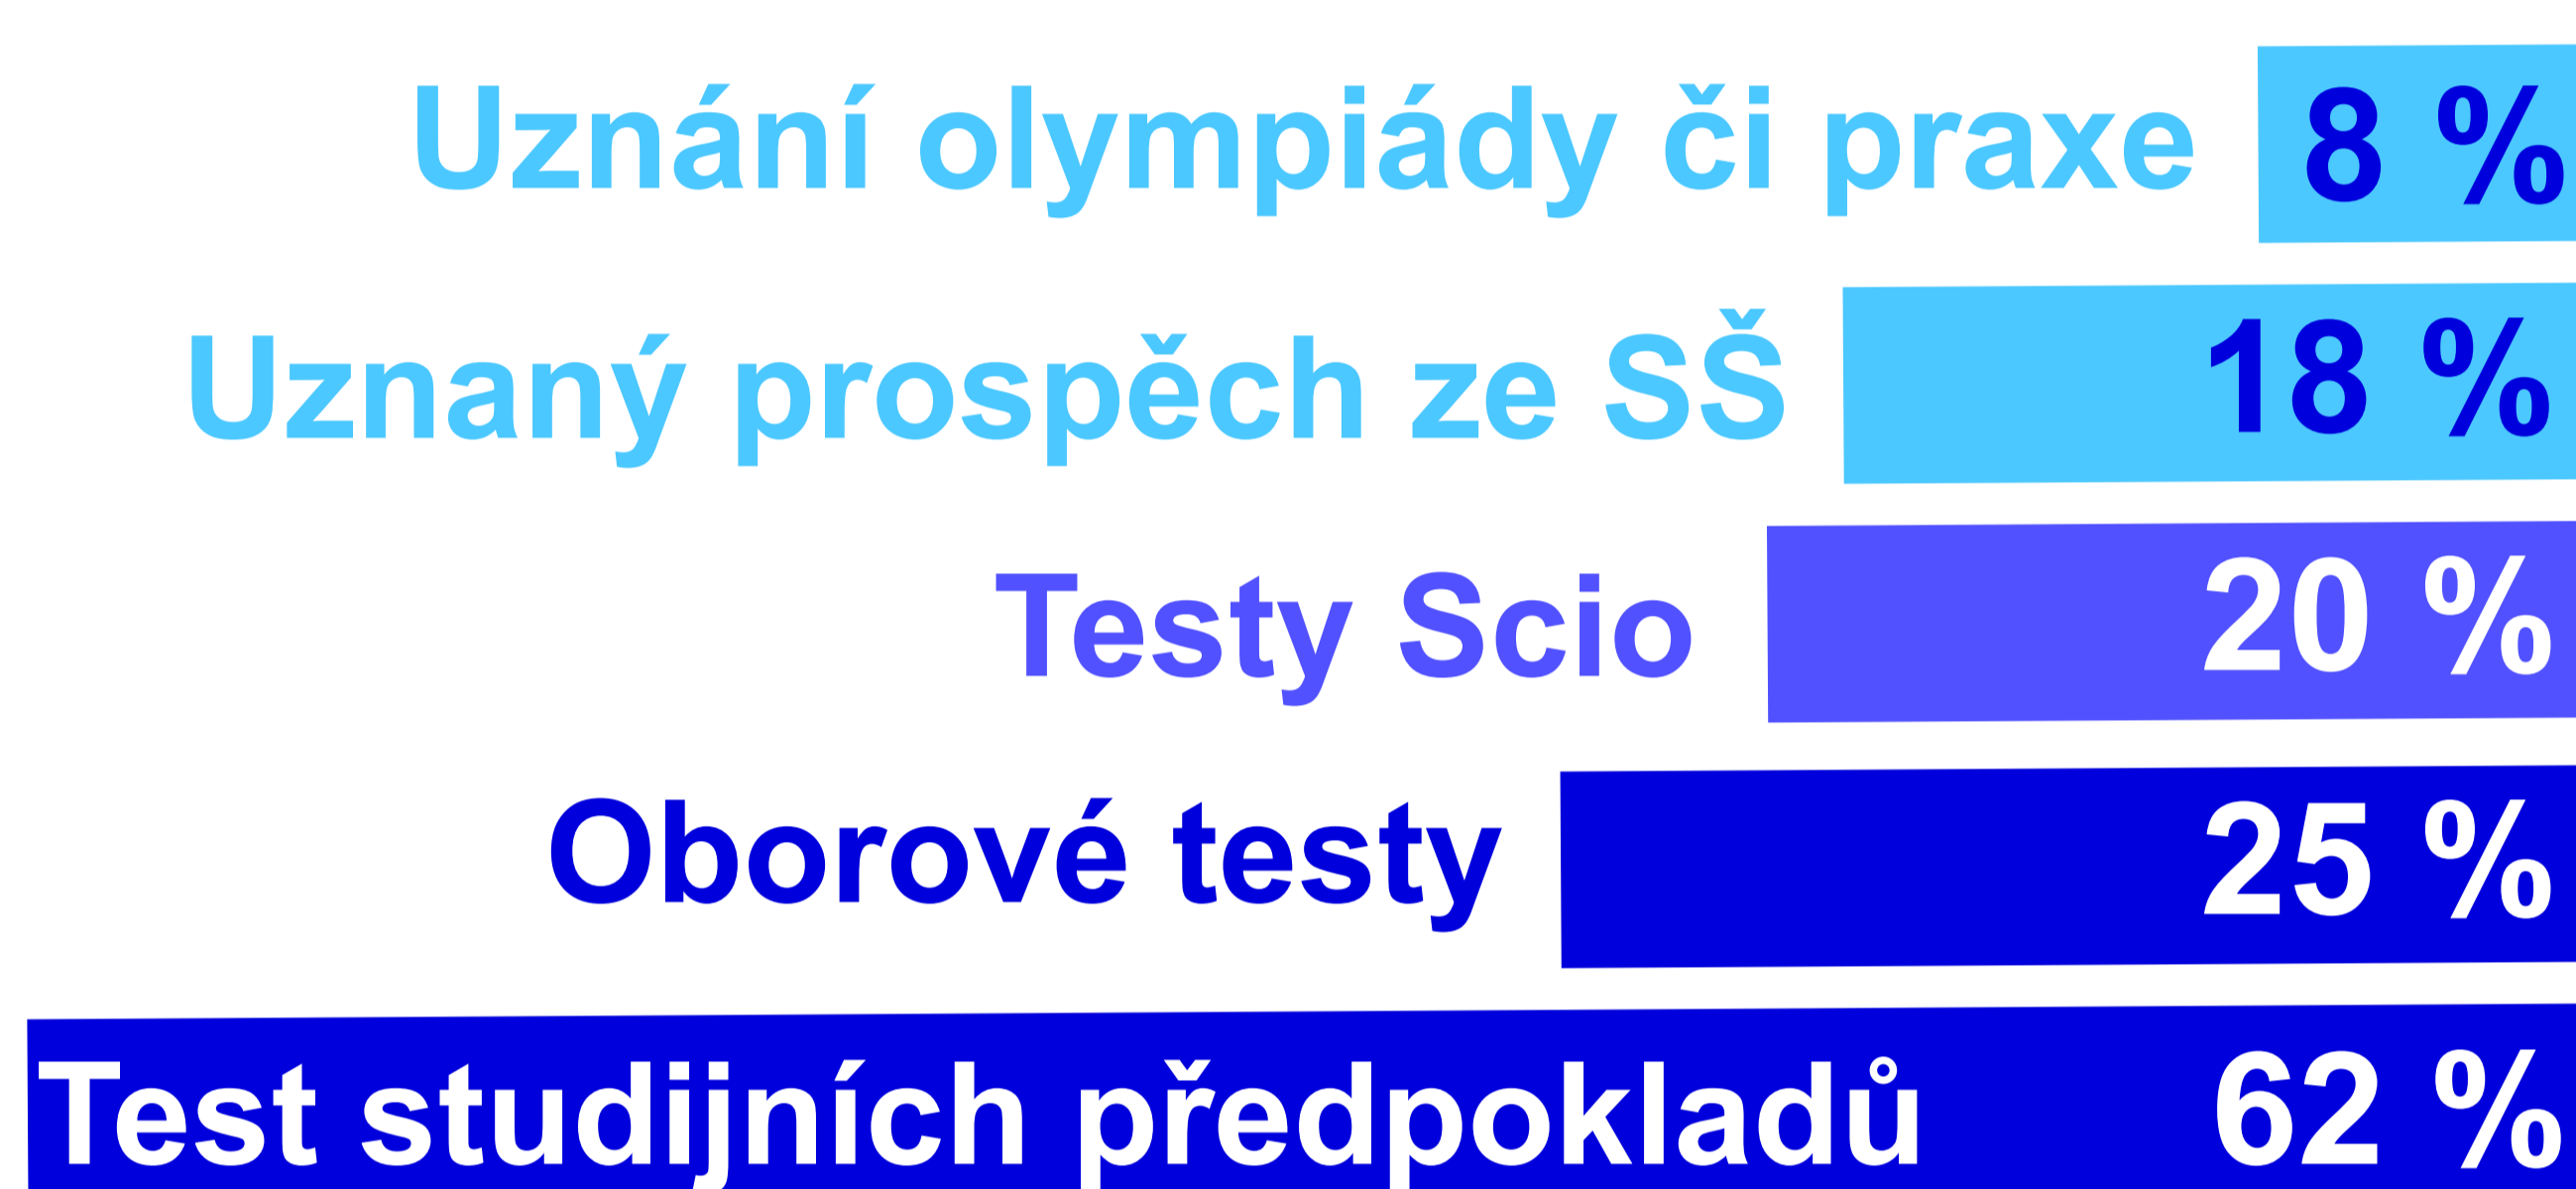 Uznání olympiády či praxe 8 %
Uznaný prospěch ze SŠ 18 %
Testy Scio 20 %
Oborové testy 25 %
Test studijních předpokladů 62 %